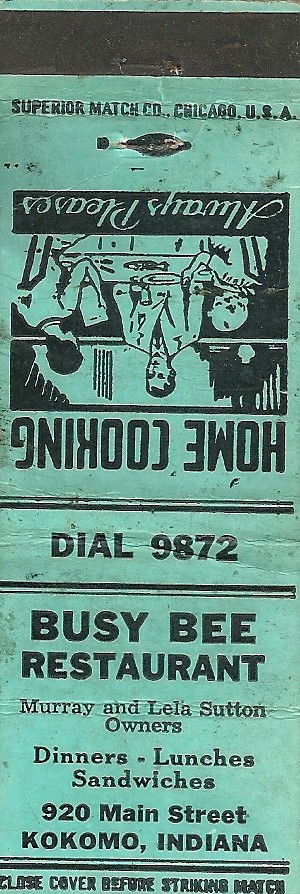 SUPERIOR MATCH CO., CHICAGO, U.S.A.
HOME COOKING
Always Pleases
DIAL 9872
BUSY BEE
RESTAURANT
Murray and Lela Sutton
Owners
Dinners - Lunches
Sandwiches
920 Main Street
KOKOMO, INDIANA
CLOSE COVER BEFORE STRIKING MATCH